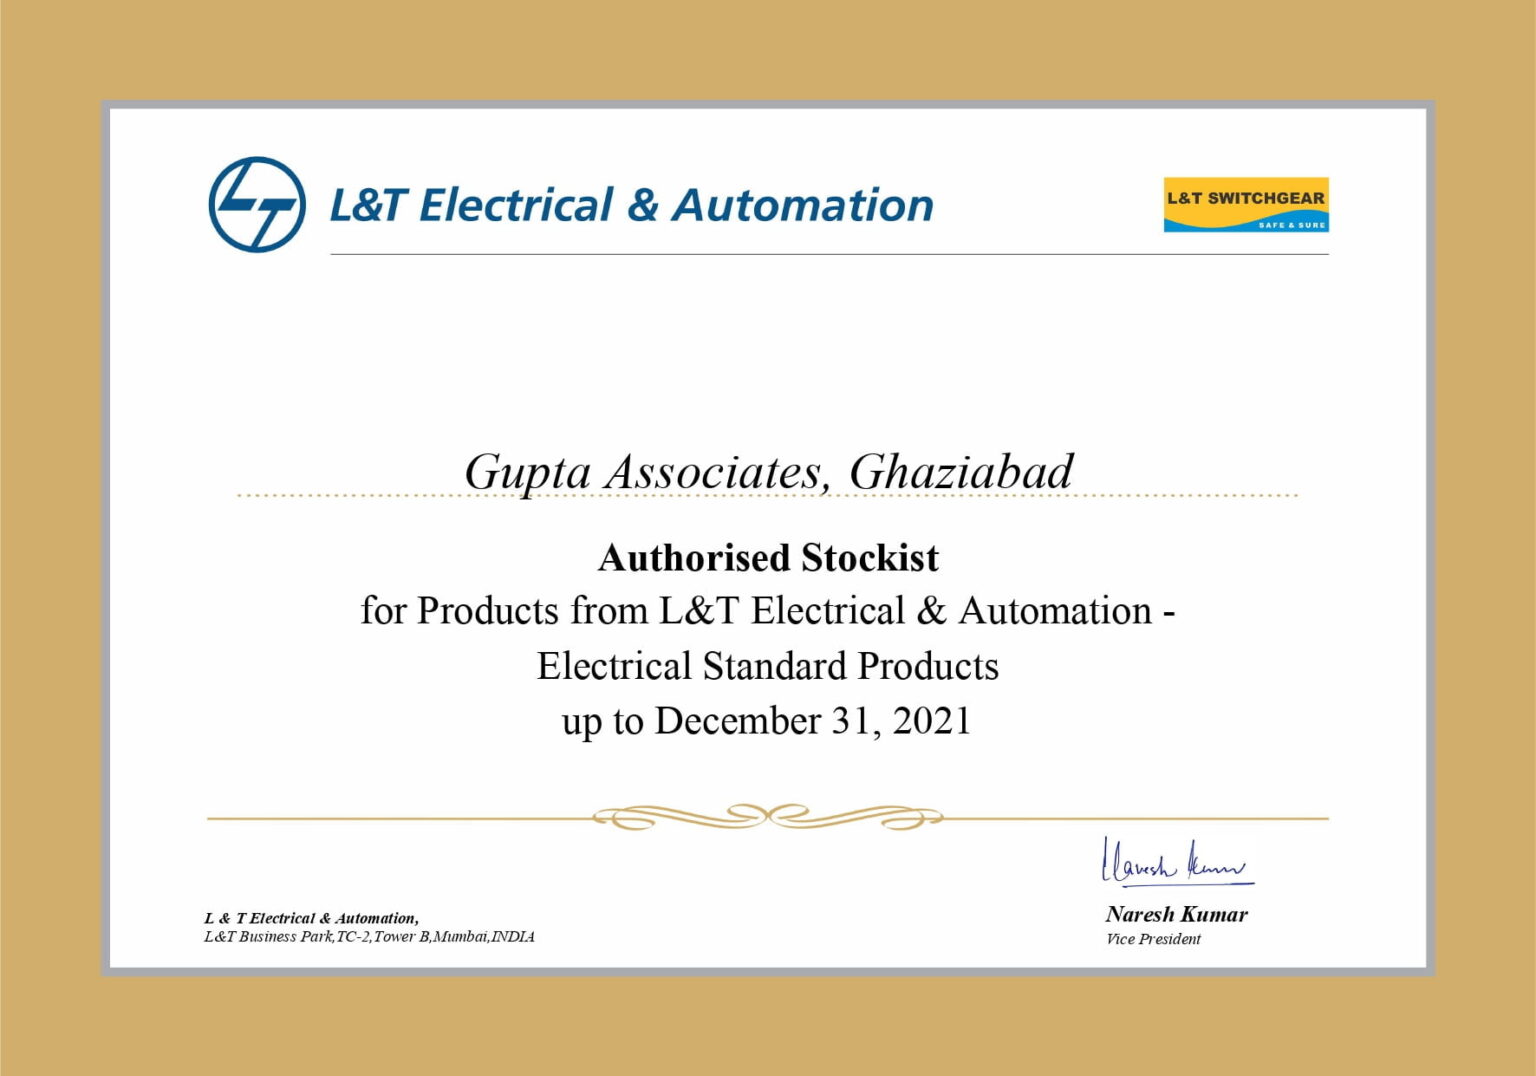 LT L&T Electrical & Automation
L&T SWITCHGEAR
SAFE & SURE
Gupta Associates, Ghaziabad
Authorised Stockist
for Products from L&T Electrical & Automation -
Electrical Standard Products
up to December 31, 2021
Naresh Kumar
L & T Electrical & Automation,
L&T Business Park,TC-2,Tower B,Mumbai,INDIA
Naresh Kumar
Vice President